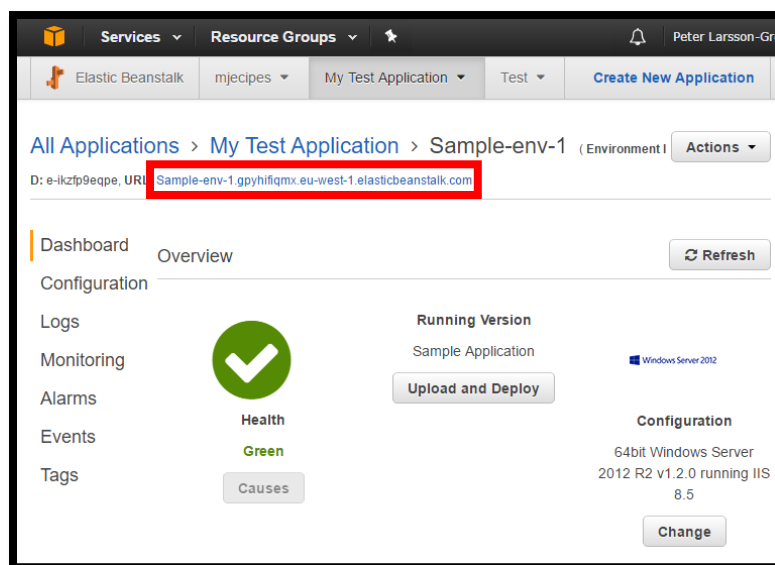 Services Resource Groups Peter Larsson-Gr
Elastic Beanstalk mjecipes My Test Application Test Create New Application
All Applications > My Test Application > Sample-env-1 ( Environment I Actions
D: e-ikzfp9eqpe, URL Sample-env-1.gpyhifiqmx.eu-west-1.elasticbeanstalk.com
Dashboard
Overview
Refresh
Configuration
Logs
Monitoring
Alarms
Events
Tags
Health
Green
Causes
Running Version
Sample Application
Upload and Deploy
Windows Server 2012
Configuration
64bit Windows Server
2012 R2 v1.2.0 running IIS
8.5
Change